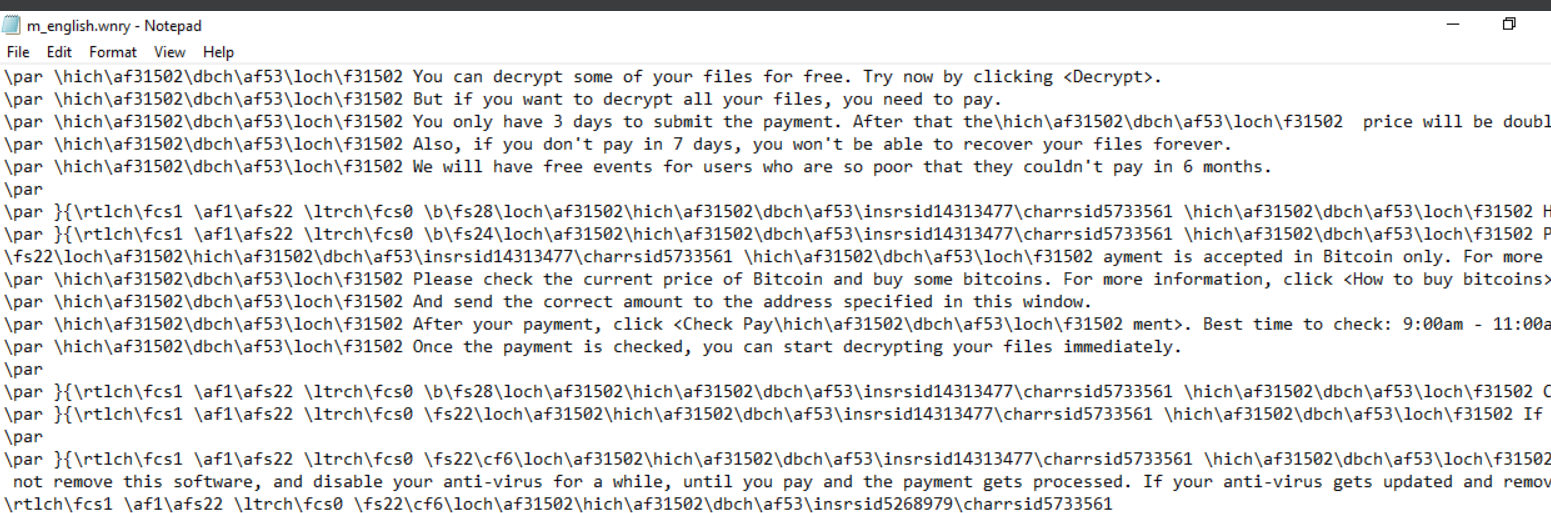 m_english.wnry - Notepad
File Edit Format View Help
\par \hich\af31502\dbch\af53\loch\f31502 You can decrypt some of your files for free. Try now by clicking <Decrypt>.
\par \hich\af31502\dbch\af53\loch\f31502 But if you want to decrypt all your files, you need to pay.
\par \hich\af31502\dbch\af53\loch\f31502 You only have 3 days to submit the payment. After that the\hich\af31502\dbch\af53\loch\f31502  price will be doubl
\par \hich\af31502\dbch\af53\loch\f31502 Also, if you don't pay in 7 days, you won't be able to recover your files forever.
\par \hich\af31502\dbch\af53\loch\f31502 We will have free events for users who are so poor that they couldn't pay in 6 months.
\par
\par }{\rtlch\fcs1 \af1\afs22 \ltrch\fcs0 \b\fs28\loch\af31502\hich\af31502\dbch\af53\insrsid14313477\charrsid5733561 \hich\af31502\dbch\af53\loch\f31502 H
\par }{\rtlch\fcs1 \af1\afs22 \ltrch\fcs0 \b\fs24\loch\af31502\hich\af31502\dbch\af53\insrsid14313477\charrsid5733561 \hich\af31502\dbch\af53\loch\f31502 P
\fs22\loch\af31502\hich\af31502\dbch\af53\insrsid14313477\charrsid5733561 \hich\af31502\dbch\af53\loch\f31502 ayment is accepted in Bitcoin only. For more
\par \hich\af31502\dbch\af53\loch\f31502 Please check the current price of Bitcoin and buy some bitcoins. For more information, click <How to buy bitcoins>
\par \hich\af31502\dbch\af53\loch\f31502 And send the correct amount to the address specified in this window.
\par \hich\af31502\dbch\af53\loch\f31502 After your payment, click <Check Pay\hich\af31502\dbch\af53\loch\f31502 ment>. Best time to check: 9:00am - 11:00a
\par \hich\af31502\dbch\af53\loch\f31502 Once the payment is checked, you can start decrypting your files immediately.
\par
\par }{\rtlch\fcs1 \af1\afs22 \ltrch\fcs0 \b\fs28\loch\af31502\hich\af31502\dbch\af53\insrsid14313477\charrsid5733561 \hich\af31502\dbch\af53\loch\f31502 C
\par }{\rtlch\fcs1 \af1\afs22 \ltrch\fcs0 \fs22\loch\af31502\hich\af31502\dbch\af53\insrsid14313477\charrsid5733561 \hich\af31502\dbch\af53\loch\f31502 If
\par
\par }{\rtlch\fcs1 \af1\afs22 \ltrch\fcs0 \fs22\cf6\loch\af31502\hich\af31502\dbch\af53\insrsid14313477\charrsid5733561 \hich\af31502\dbch\af53\loch\f31502
not remove this software, and disable your anti-virus for a while, until you pay and the payment gets processed. If your anti-virus gets updated and remov
\rtlch\fcs1 \af1\afs22 \ltrch\fcs0 \fs22\cf6\loch\af31502\hich\af31502\dbch\af53\insrsid5268979\charrsid5733561